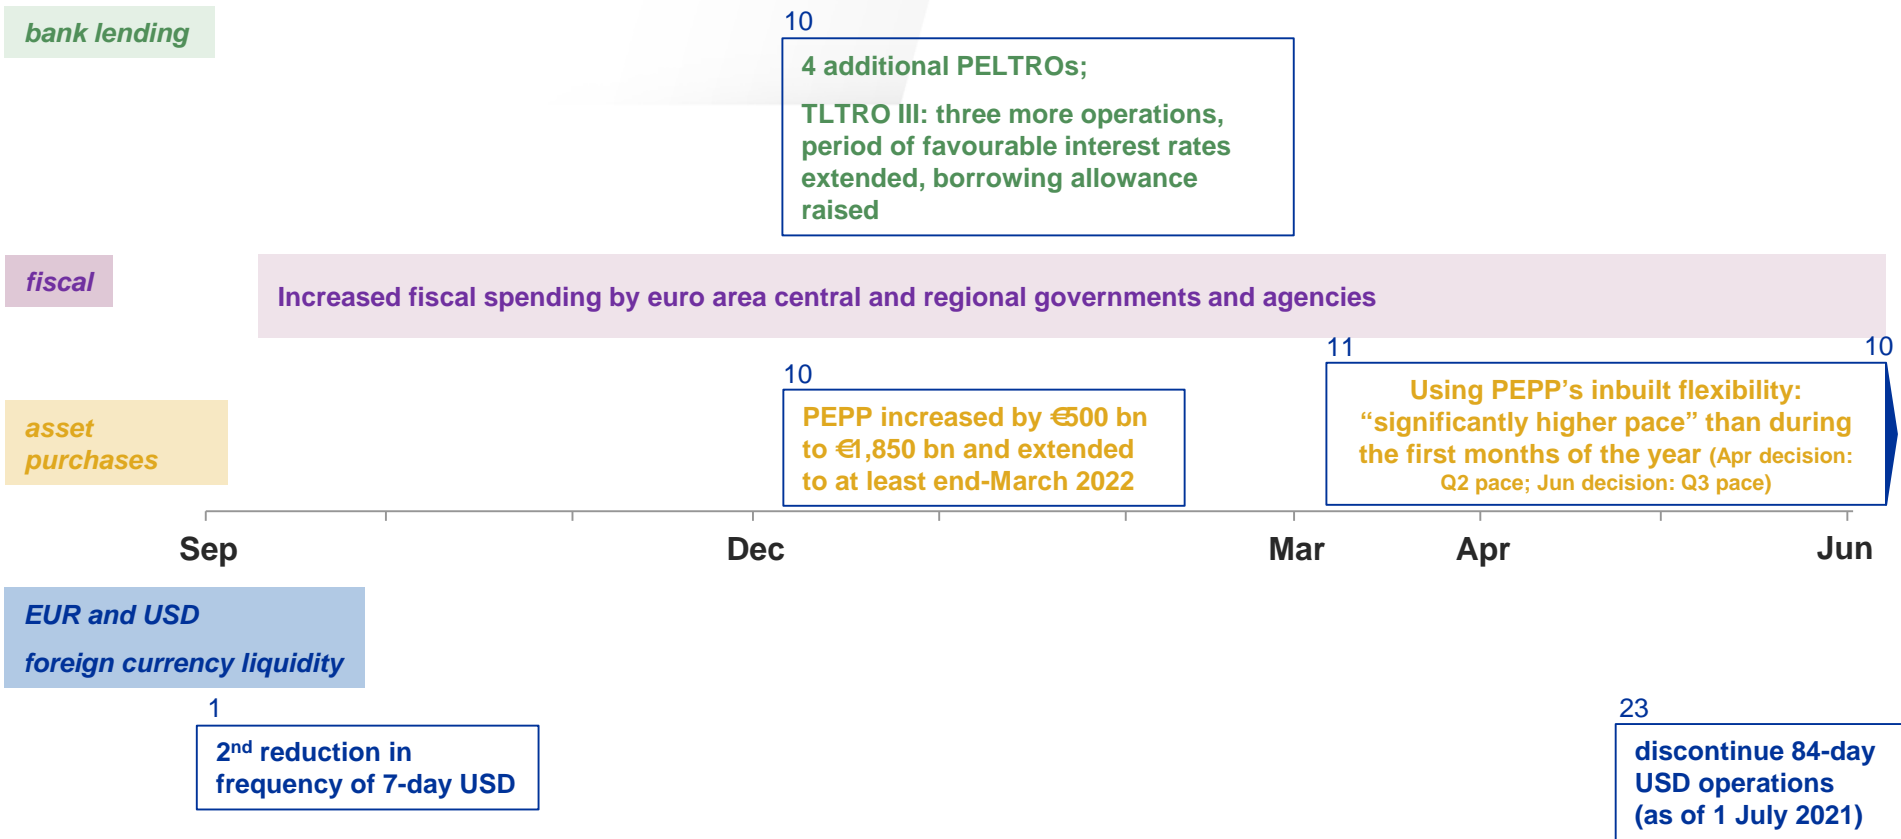 bank lending
10
4 additional PELTROs;
TLTRO III: three more operations,
period of favourable interest rates
extended, borrowing allowance
raised
fiscal
Increased fiscal spending by euro area central and regional governments and agencies
asset
purchases
10
PEPP increased by €500 bn
to €1,850 bn and extended
to at least end-March 2022
11
10
Using PEPP’s inbuilt flexibility:
“significantly higher pace” than during
the first months of the year (Apr decision:
Q2 pace; Jun decision: Q3 pace)
Sep
Dec
Mar
Apr
Jun
EUR and USD
foreign currency liquidity
1
2nd reduction in
frequency of 7-day USD
23
discontinue 84-day
USD operations
(as of 1 July 2021)